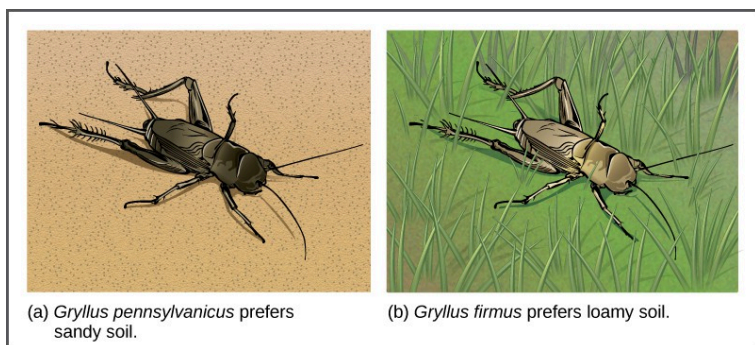 (a) Gryllus pennsylvanicus prefers
sandy soil.
(b) Gryllus firmus prefers loamy soil.